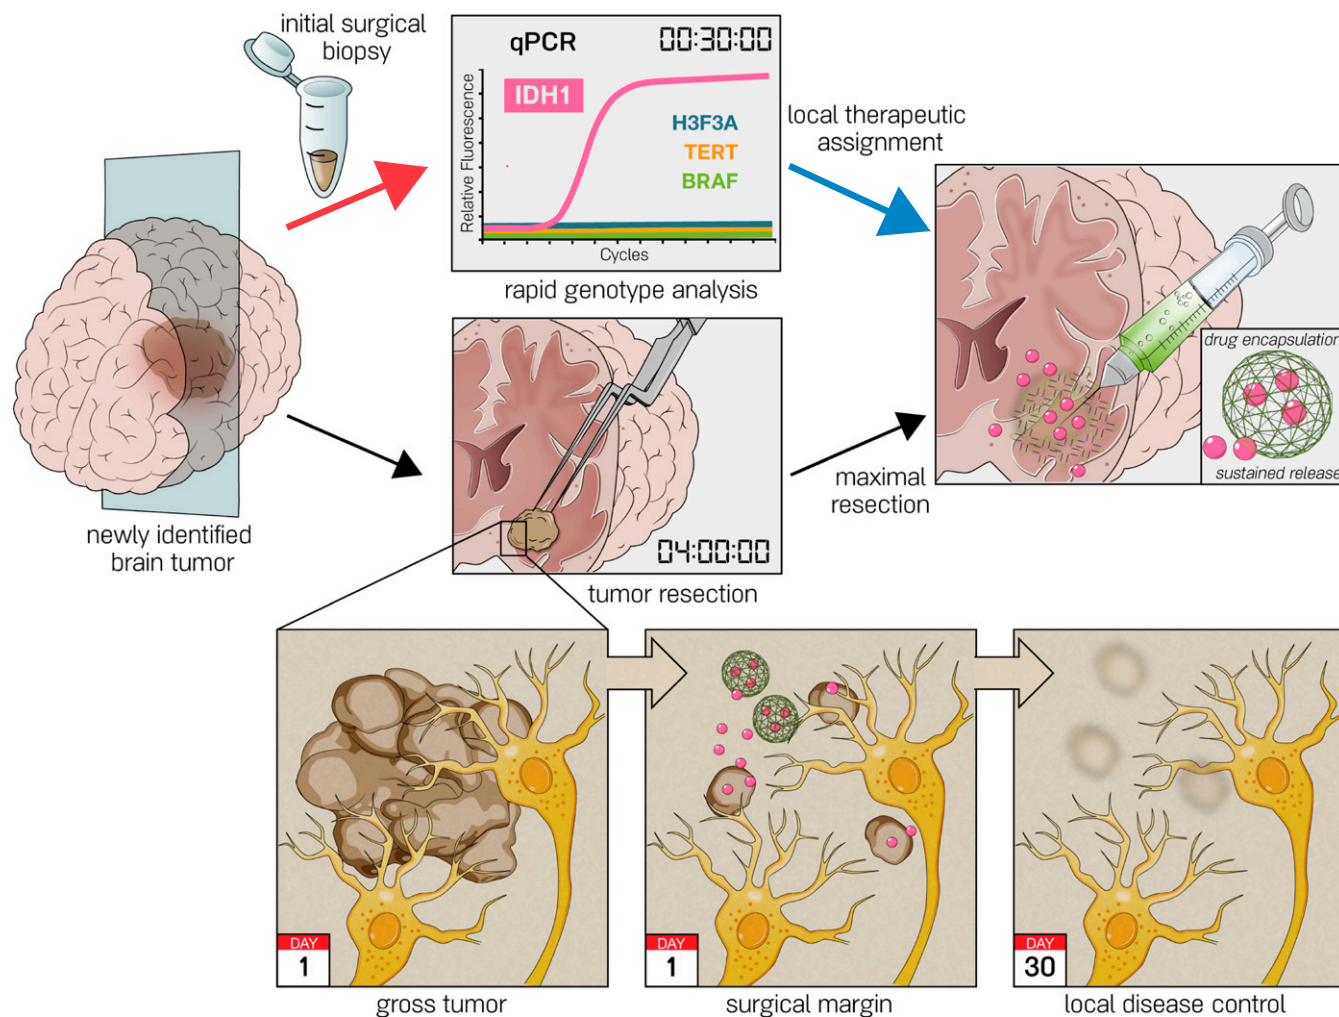 initial surgical
biopsy
qPCR
00:30:00
IDH1
H3F3A
TERT
BRAF
Relative Fluorescence
Cycles
rapid genotype analysis
local therapeutic
assignment
newly identified
brain tumor
04:00:00
tumor resection
maximal
resection
drug encapsulation
sustained release
DAY
1
gross tumor
DAY
1
surgical margin
DAY
30
local disease control